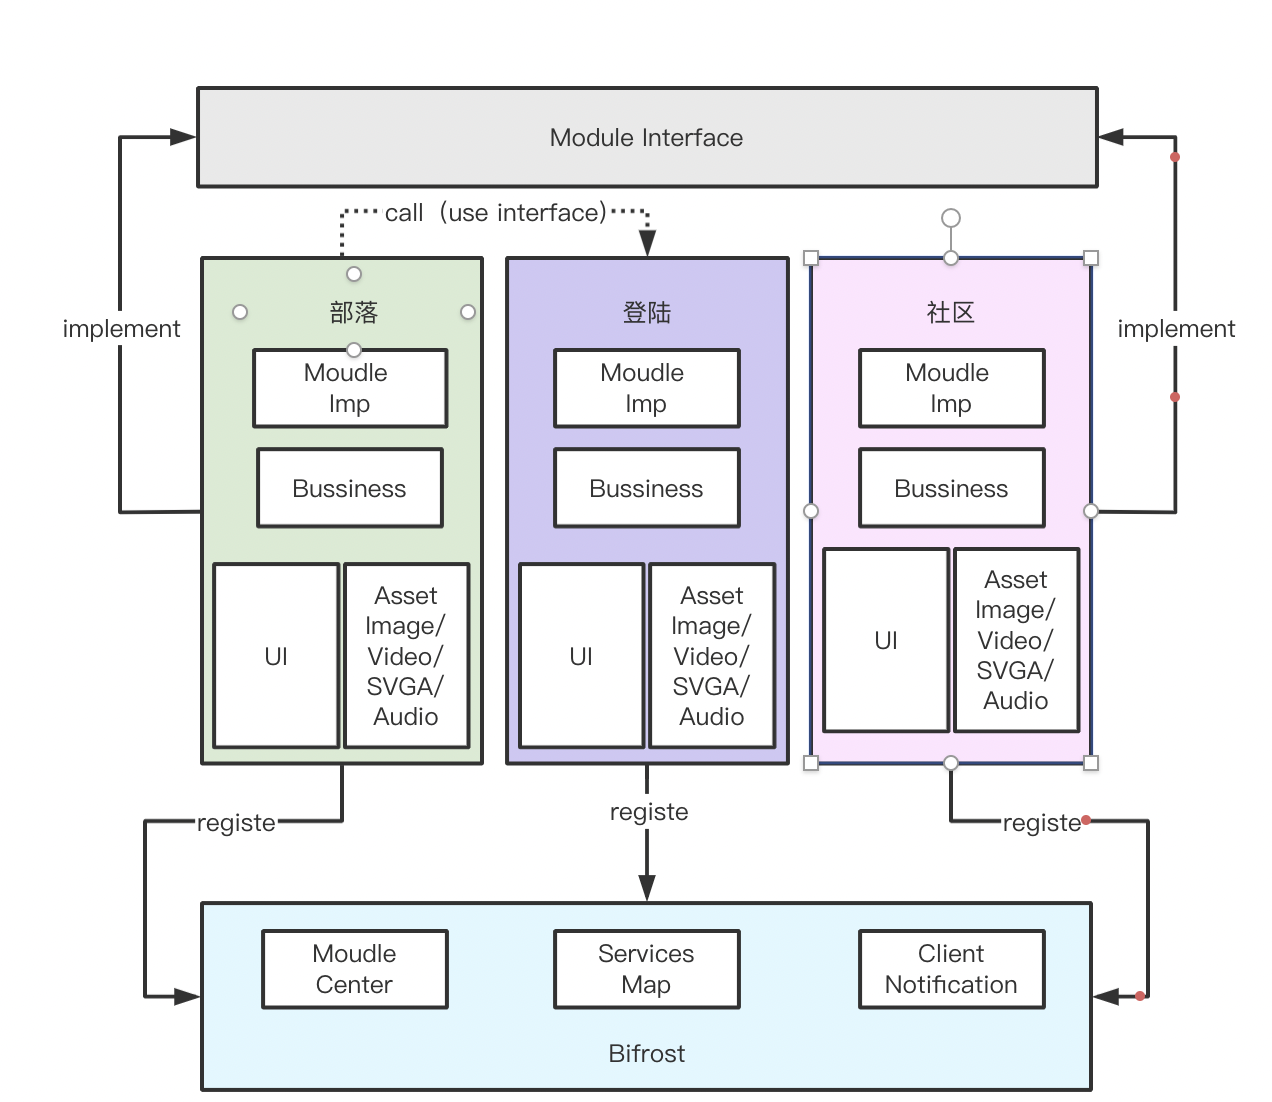 Module Interface
call（use interface)
implement
implement
部落
Moudle
Imp
Bussiness
UI
Asset
Image/
Video/
SVGA/
Audio
登陆
Moudle
Imp
Bussiness
UI
Asset
Image/
Video/
SVGA/
Audio
社区
Moudle
Imp
Bussiness
UI
Asset
Image/
Video/
SVGA/
Audio
registe
registe
registe
Moudle
Center
Services
Map
Client
Notification
Bifrost